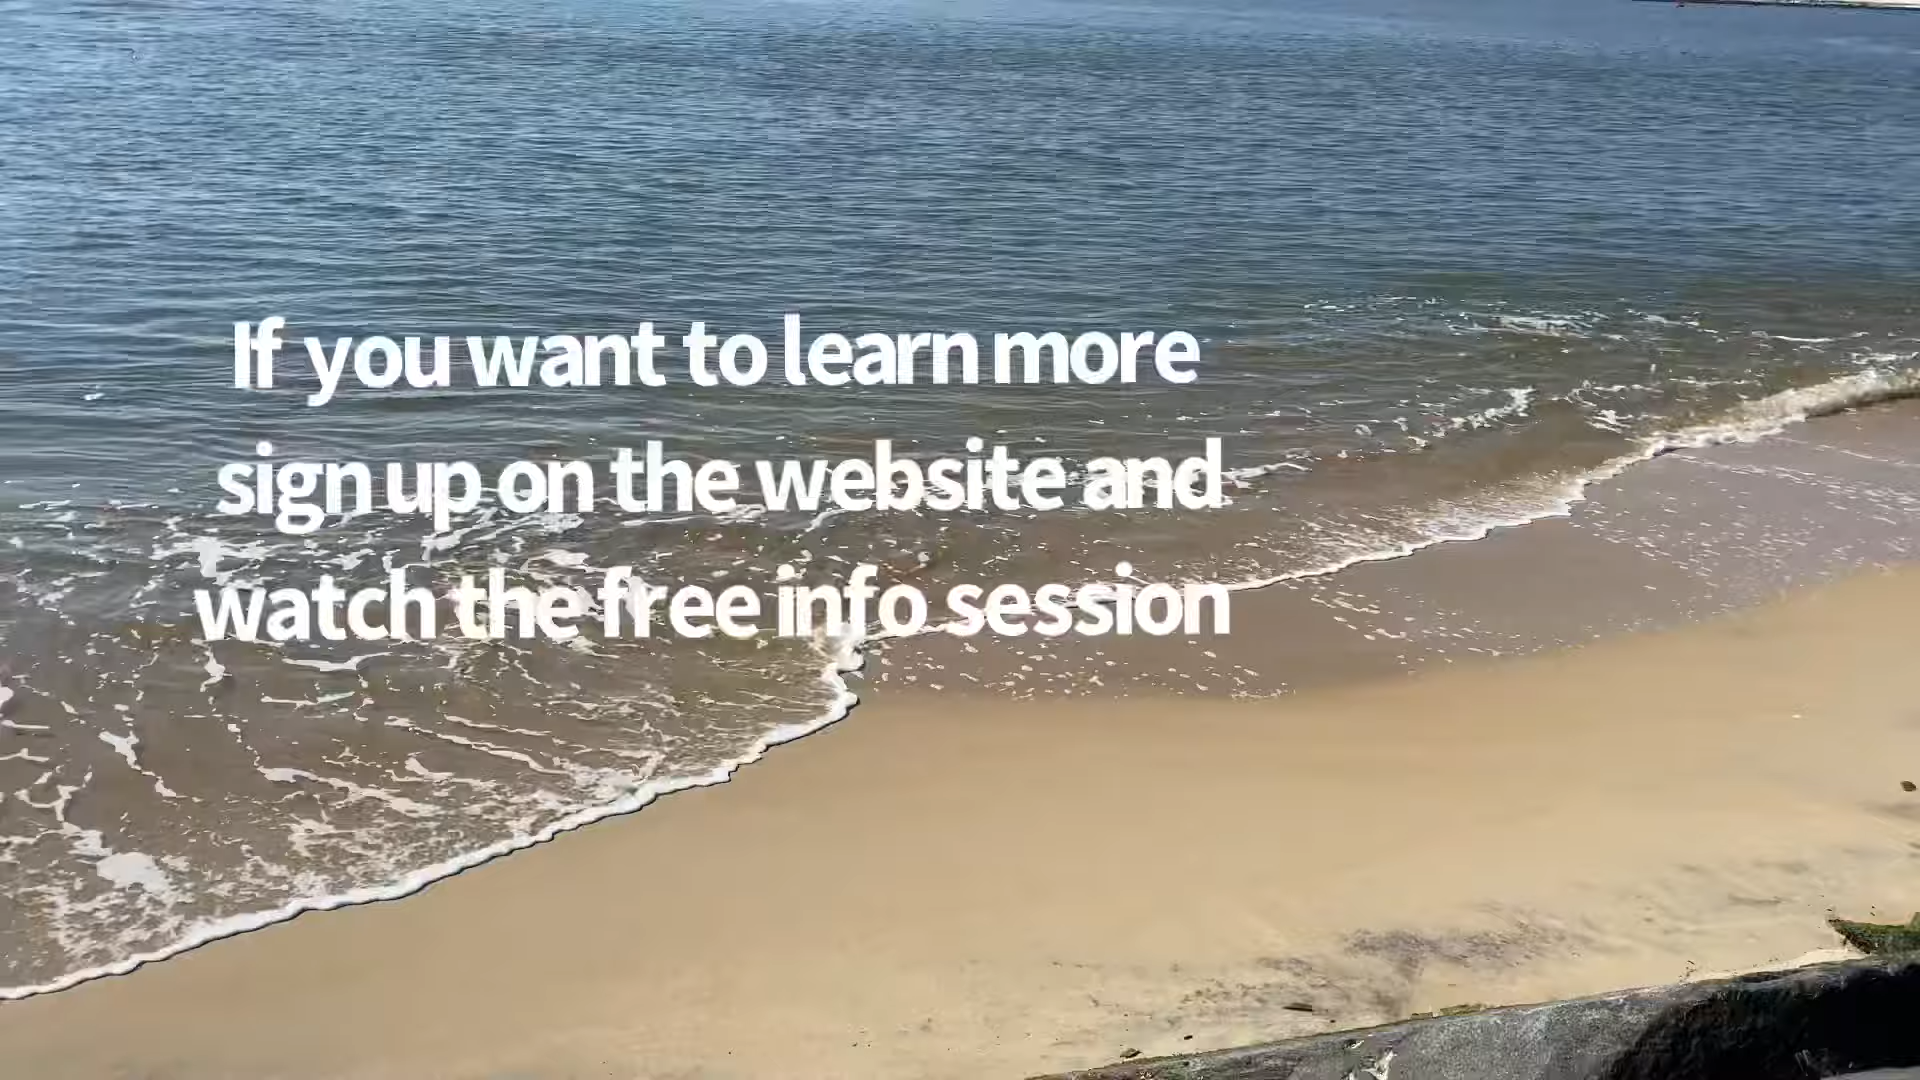 If you want to learn more
sign up on the website and
watch the free info session